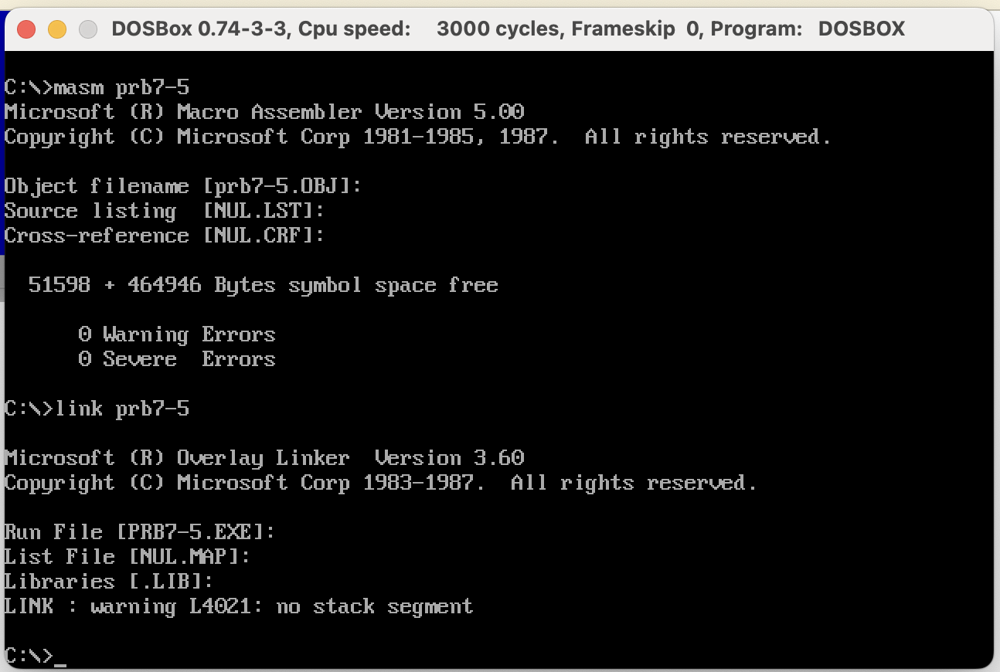 DOSBox 0.74-3-3, Cpu speed:    3000 cycles, Frameskip  0, Program:   DOSBOX
C:\>masm prb7-5
Microsoft (R) Macro Assembler Version 5.00
Copyright (C) Microsoft Corp 1981-1985, 1987.  All rights reserved.
Object filename [prb7-5.OBJ]:
Source listing  [NUL.LST]:
Cross-reference [NUL.CRF]:
  51598 + 464946 Bytes symbol space free
      0 Warning Errors
      0 Severe  Errors
C:\>link prb7-5
Microsoft (R) Overlay Linker  Version 3.60
Copyright (C) Microsoft Corp 1983-1987.  All rights reserved.
Run File [PRB7-5.EXE]:
List File [NUL.MAP]:
Libraries [.LIB]:
LINK : warning L4021: no stack segment
C:\>_